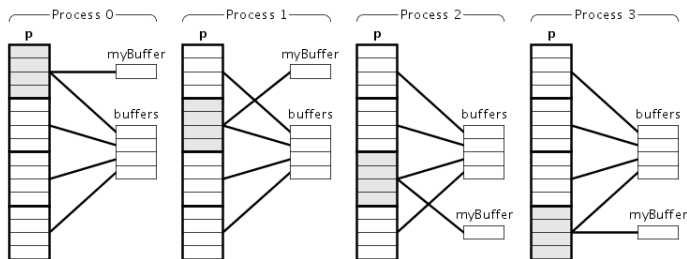 Process 0
p
myBuffer
buffers
Process 1
p
myBuffer
buffers
Process 2
p
buffers
myBuffer
Process 3
p
buffers
myBuffer